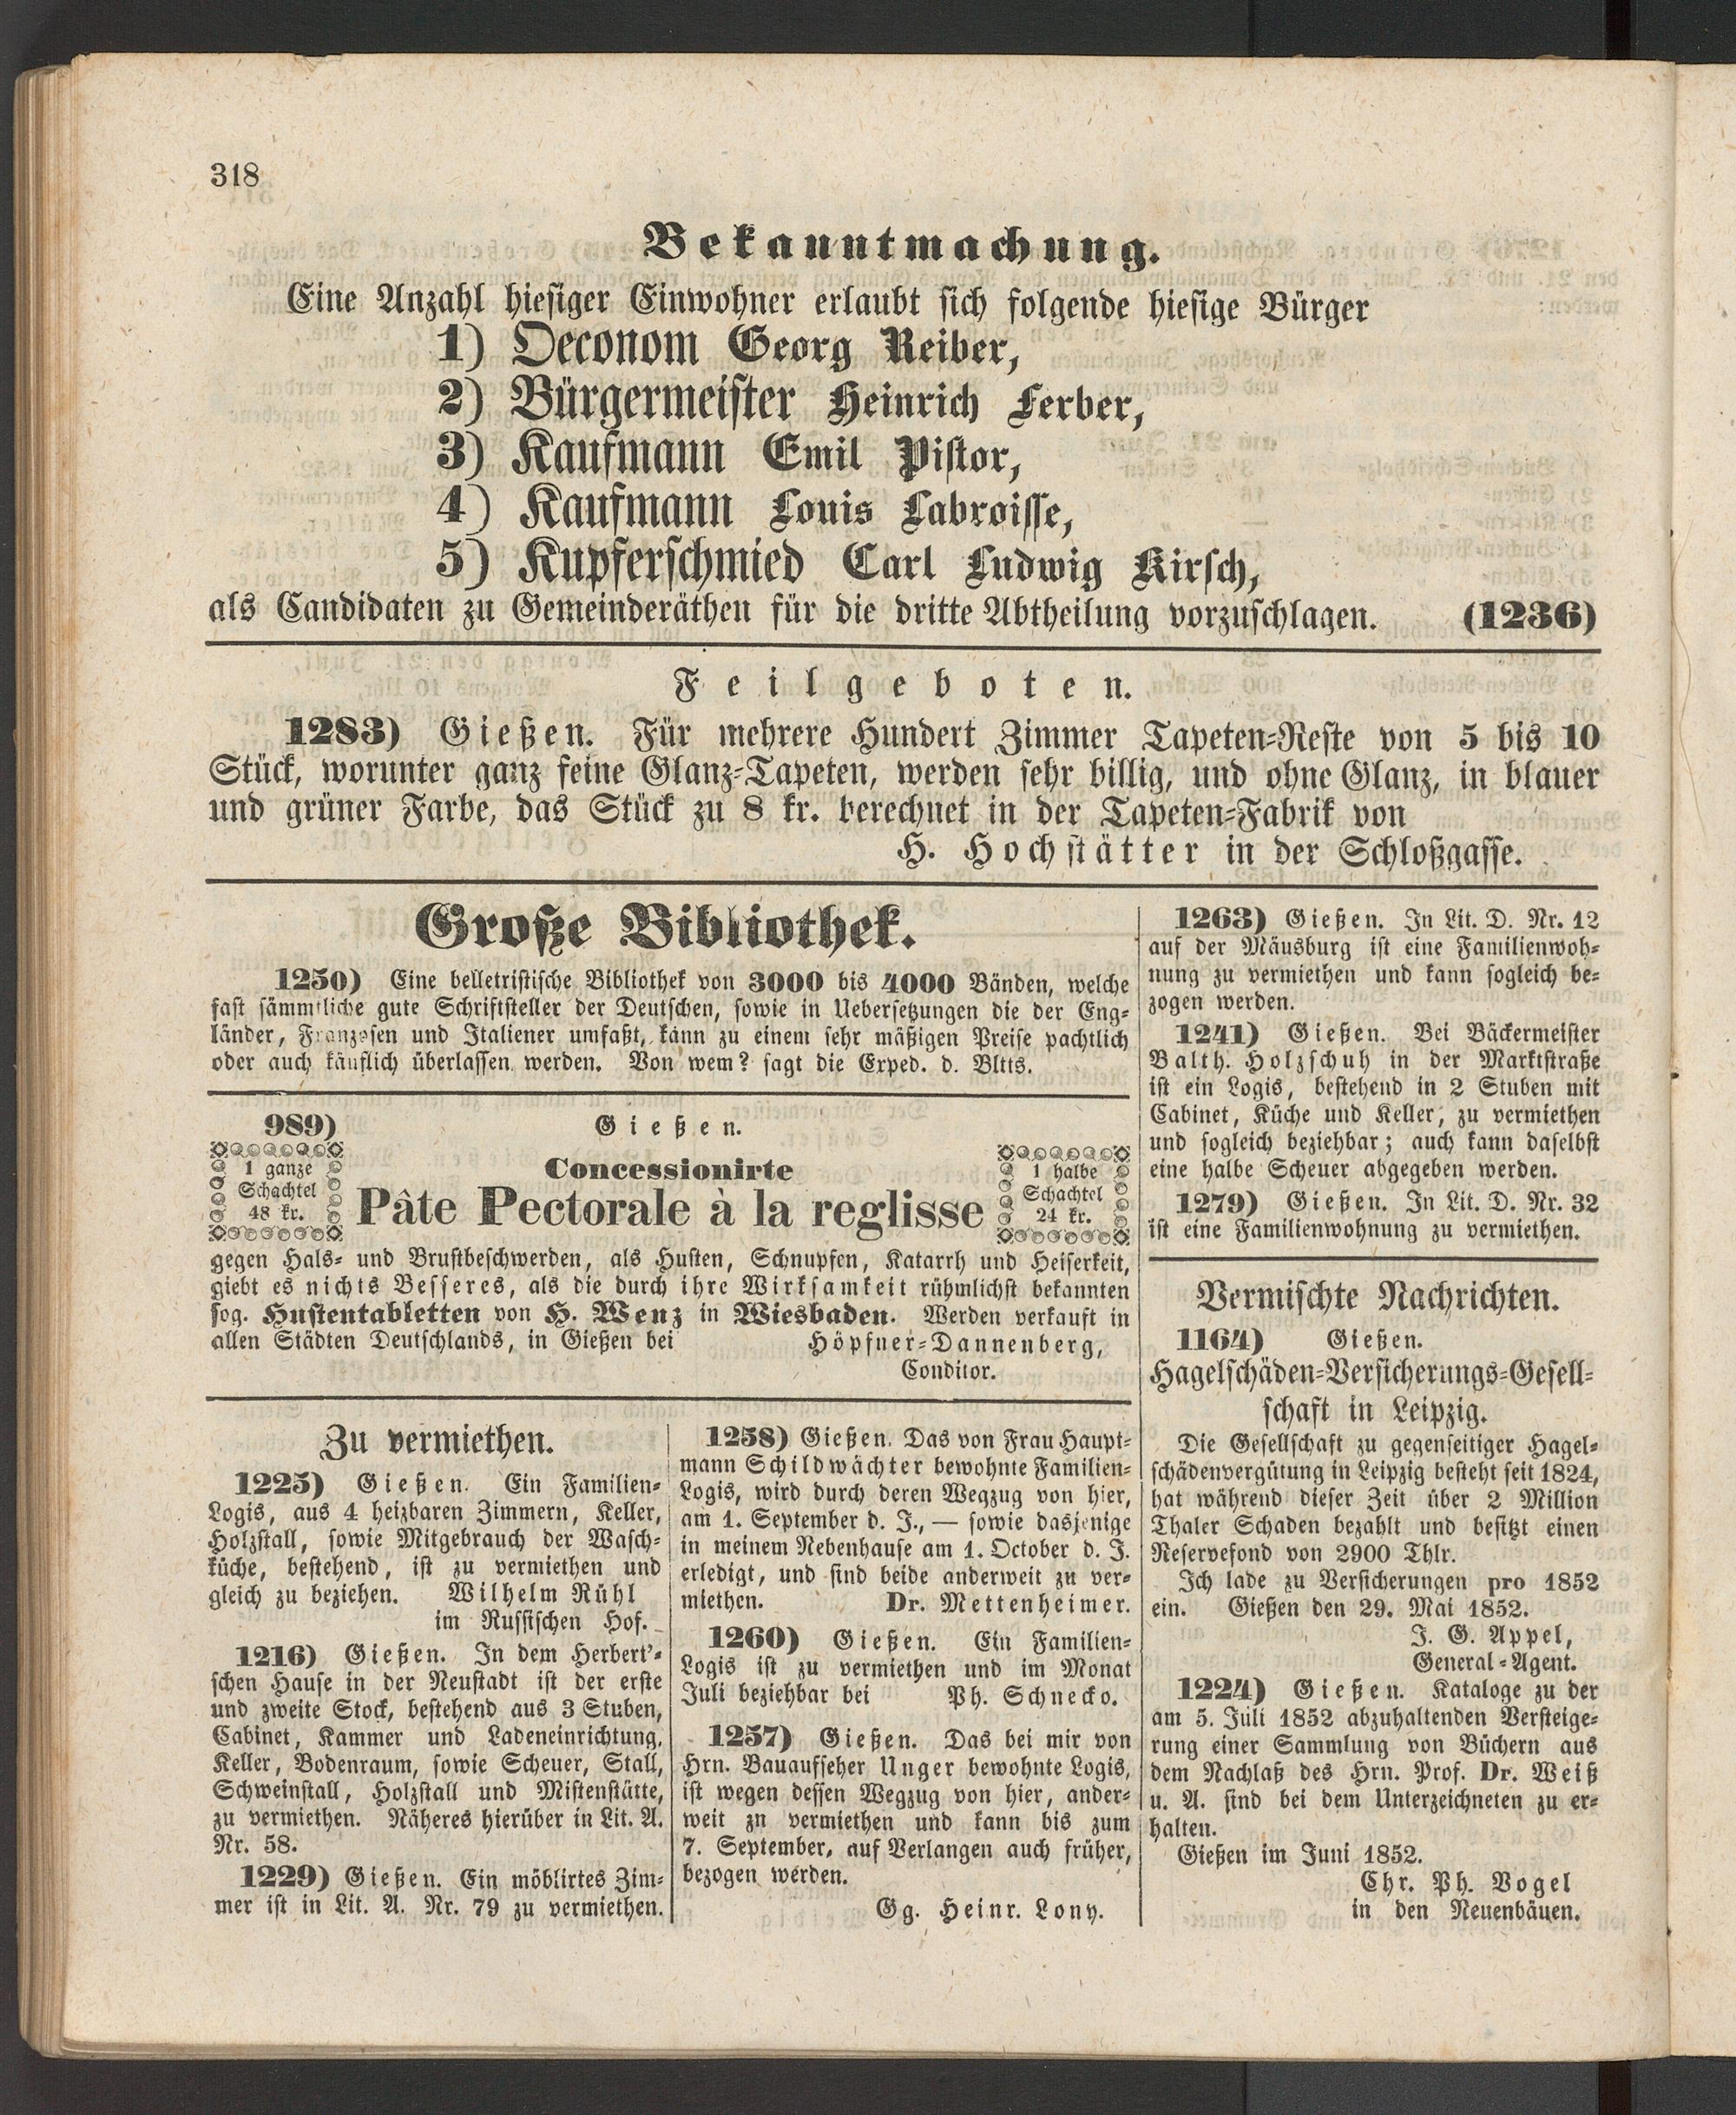 318
Bekanntmachung.
Eine Anzahl hiesiger Einwohner erlaubt sich folgende hiesige Bürger
1) Oeconom Georg Reiber,
2) Bürgermeister Heinrich Ferber,
3) Kaufmann Emil Pistor,
4) Kaufmann Louis Labroisse,
5) Kupferschmied Carl Ludwig Kirsch,
als Candidaten zu Gemeinderäthen für die dritte Abtheilung vorzuschlagen. (1236)
Feilgeboten.
1283) Gießen. Für mehrere Hundert Zimmer Tapeten-Reste von 5 bis 10
Stück, worunter ganz feine Glanz-Tapeten, werden sehr billig, und ohne Glanz, in blauer
und grüner Farbe, das Stück zu 8 kr. berechnet in der Tapeten-Fabrik von
H. Hochstätter in der Schloßgasse.
Große Bibliothek.
1250) Eine belletristische Bibliothek von 3000 bis 4000 Bänden, welche
fast sämmtliche gute Schriftsteller der Deutschen, sowie in Uebersetzungen die der Eng-
länder, Franzosen und Italiener umfaßt, kann zu einem sehr mäßigen Preise pachtlich
oder auch käuflich überlassen werden. Von wem? sagt die Exped. d. Bltts.
989) Gießen.
1 ganze
Schachtel
48 kr.
Concessionirte
Pâte Pectorale à la reglisse
1 halbe
Schachtel
24 kr.
gegen Hals- und Brustbeschwerden, als Husten, Schnupfen, Katarrh und Heiserkeit,
giebt es nichts Besseres, als die durch ihre Wirksamkeit rühmlichst bekannten
sog. Hustentabletten von H. Wenz in Wiesbaden. Werden verkauft in
allen Städten Deutschlands, in Gießen bei Höpfner-Dannenberg,
Conditor.
Zu vermiethen.
1225) Gießen. Ein Familien-
Logis, aus 4 heizbaren Zimmern, Keller,
Holzstall, sowie Mitgebrauch der Wasch-
küche, bestehend, ist zu vermiethen und
gleich zu beziehen. Wilhelm Rühl
im Russischen Hof.
1216) Gießen. In dem Herbert'-
schen Hause in der Neustadt ist der erste
und zweite Stock, bestehend aus 3 Stuben,
Cabinet, Kammer und Ladeneinrichtung,
Keller, Bodenraum, sowie Scheuer, Stall,
Schweinstall, Holzstall und Mistenstätte,
zu vermiethen. Näheres hierüber in Lit. A.
Nr. 58.
1229) Gießen. Ein möblirtes Zim-
mer ist in Lit. A. Nr. 79 zu vermiethen.
1258) Gießen. Das von Frau Haupt-
mann Schildwächter bewohnte Familien-
Logis, wird durch deren Wegzug von hier,
am 1. September d. J., — sowie dasjenige
in meinem Nebenhause am 1. October d. J.
erledigt, und sind beide anderweit zu ver-
miethen. Dr. Mettenheimer.
1260) Gießen. Ein Familien-
Logis ist zu vermiethen und im Monat
Juli beziehbar bei Ph. Schnecko.
1257) Gießen. Das bei mir von
Hrn. Bauaufseher Unger bewohnte Logis,
ist wegen dessen Wegzug von hier, ander-
weit zu vermiethen und kann bis zum
7. September, auf Verlangen auch früher,
bezogen werden.
Gg. Heinr. Lony.
1263) Gießen. In Lit. D. Nr. 12
auf der Mäusburg ist eine Familienwoh-
nung zu vermiethen und kann sogleich be-
zogen werden.
1241) Gießen. Bei Bäckermeister
Balth. Holzschuh in der Marktstraße
ist ein Logis, bestehend in 2 Stuben mit
Cabinet, Küche und Keller, zu vermiethen
und sogleich beziehbar; auch kann daselbst
eine halbe Scheuer abgegeben werden.
1279) Gießen. In Lit. D. Nr. 32
ist eine Familienwohnung zu vermiethen.
Vermischte Nachrichten.
1164) Gießen.
Hagelschäden-Versicherungs-Gesell-
schaft in Leipzig.
Die Gesellschaft zu gegenseitiger Hagel-
schädenvergütung in Leipzig besteht seit 1824,
hat während dieser Zeit über 2 Million
Thaler Schaden bezahlt und besitzt einen
Reservefond von 2900 Thlr.
Ich lade zu Versicherungen pro 1852
ein. Gießen den 29. Mai 1852.
J. G. Appel,
General-Agent.
1224) Gießen. Kataloge zu der
am 5. Juli 1852 abzuhaltenden Versteige-
rung einer Sammlung von Büchern aus
dem Nachlaß des Hrn. Prof. Dr. Weiß
u. A. sind bei dem Unterzeichneten zu er-
halten.
Gießen im Juni 1852.
Chr. Ph. Vogel
in den Neuenbäuen.